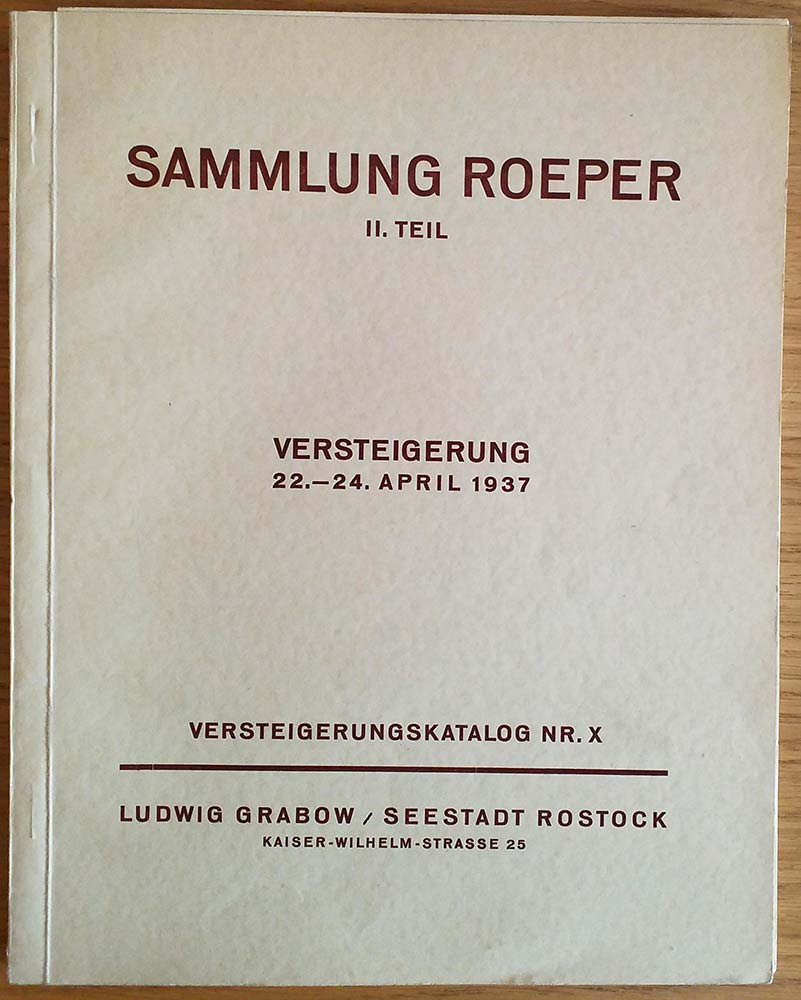 SAMMLUNG ROEPER
II. TEIL
VERSTEIGERUNG
22.—24. APRIL 1937
VERSTEIGERUNGSKATALOG NR. X
LUDWIG GRABOW / SEESTADT ROSTOCK
KAISER-WILHELM-STRASSE 25